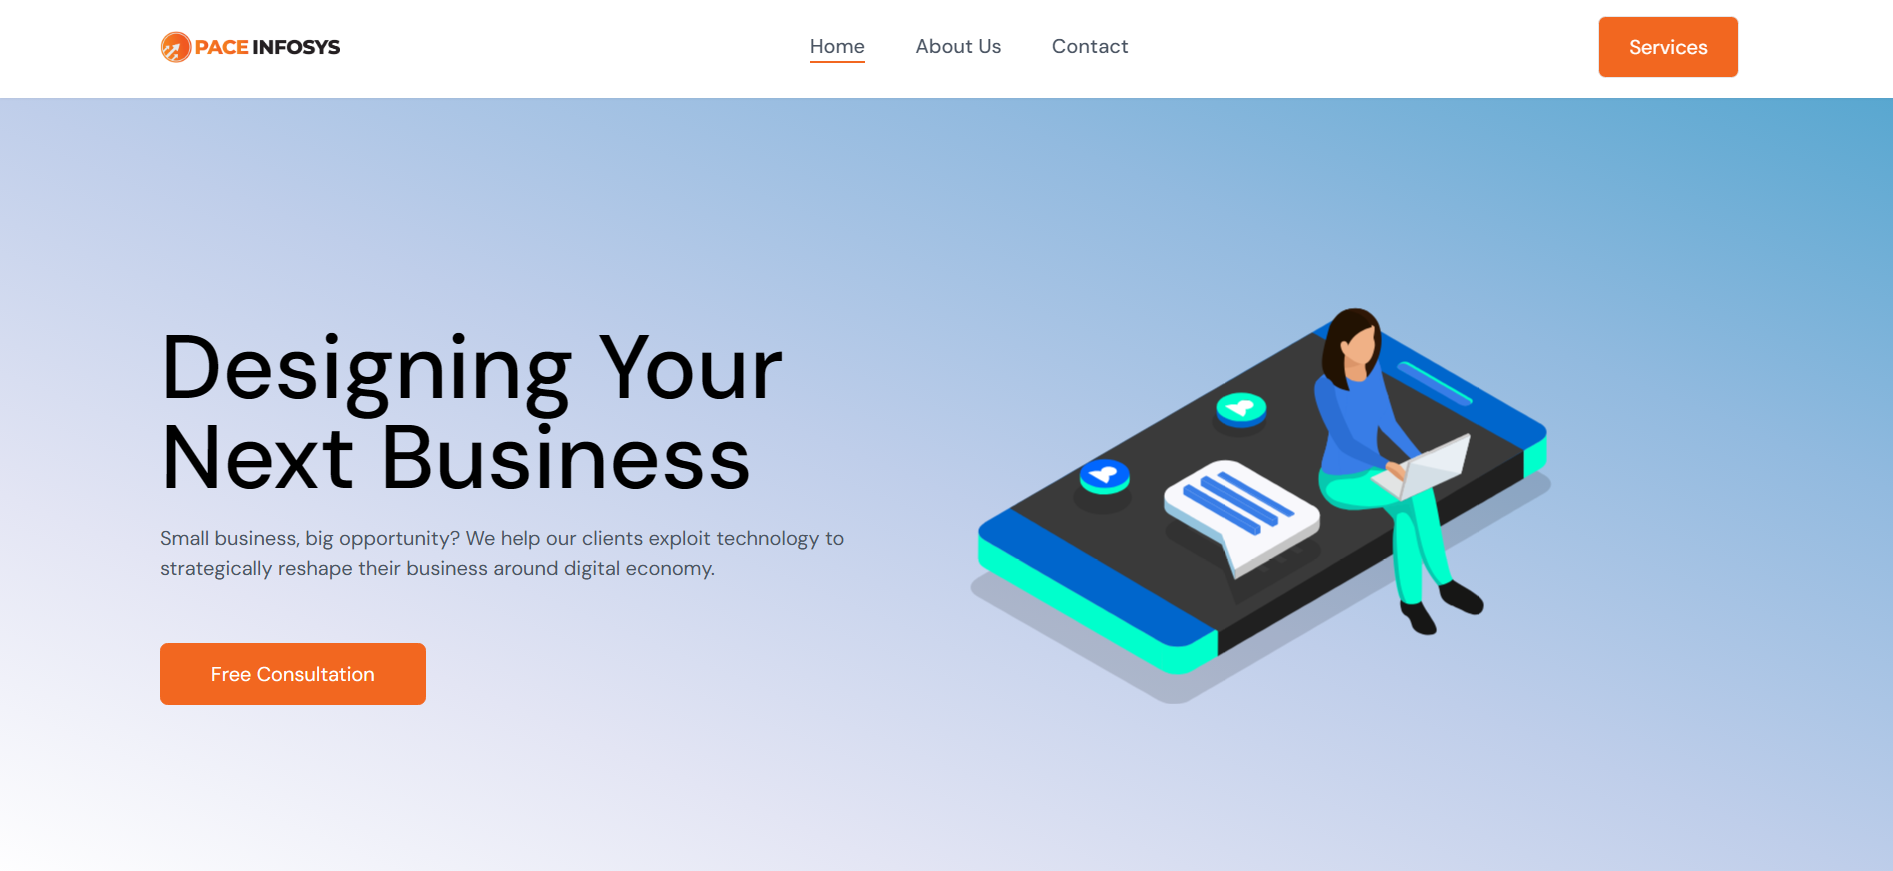 PACE INFOSYS
Home
About Us
Contact
Services
Designing Your
Next Business
Small business, big opportunity? We help our clients exploit technology to
strategically reshape their business around digital economy.
Free Consultation